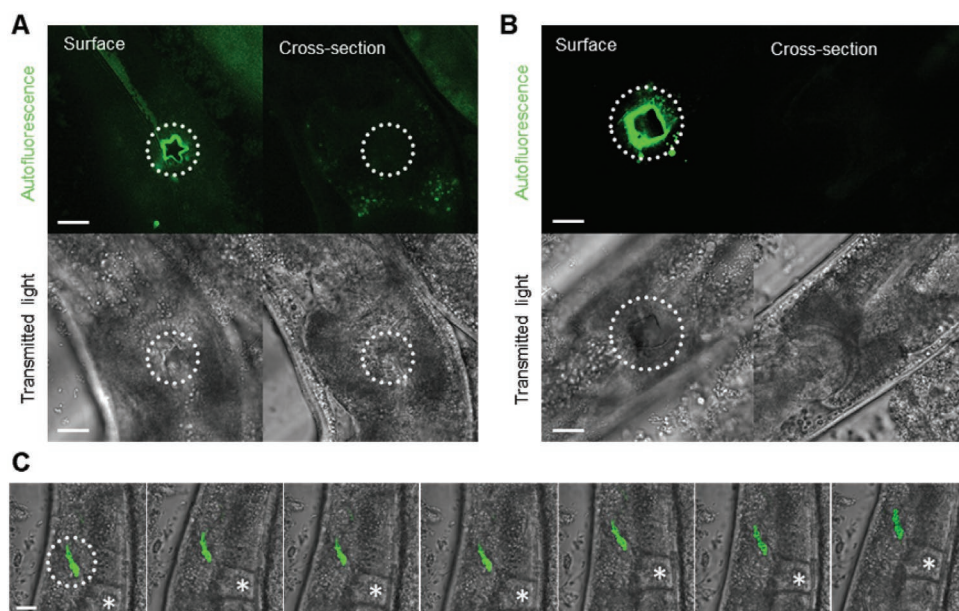 A
B
Surface
Cross-section
Surface
Cross-section
Autofluorescence
Autofluorescence
Transmitted light
Transmitted light
C
* * * * * * *